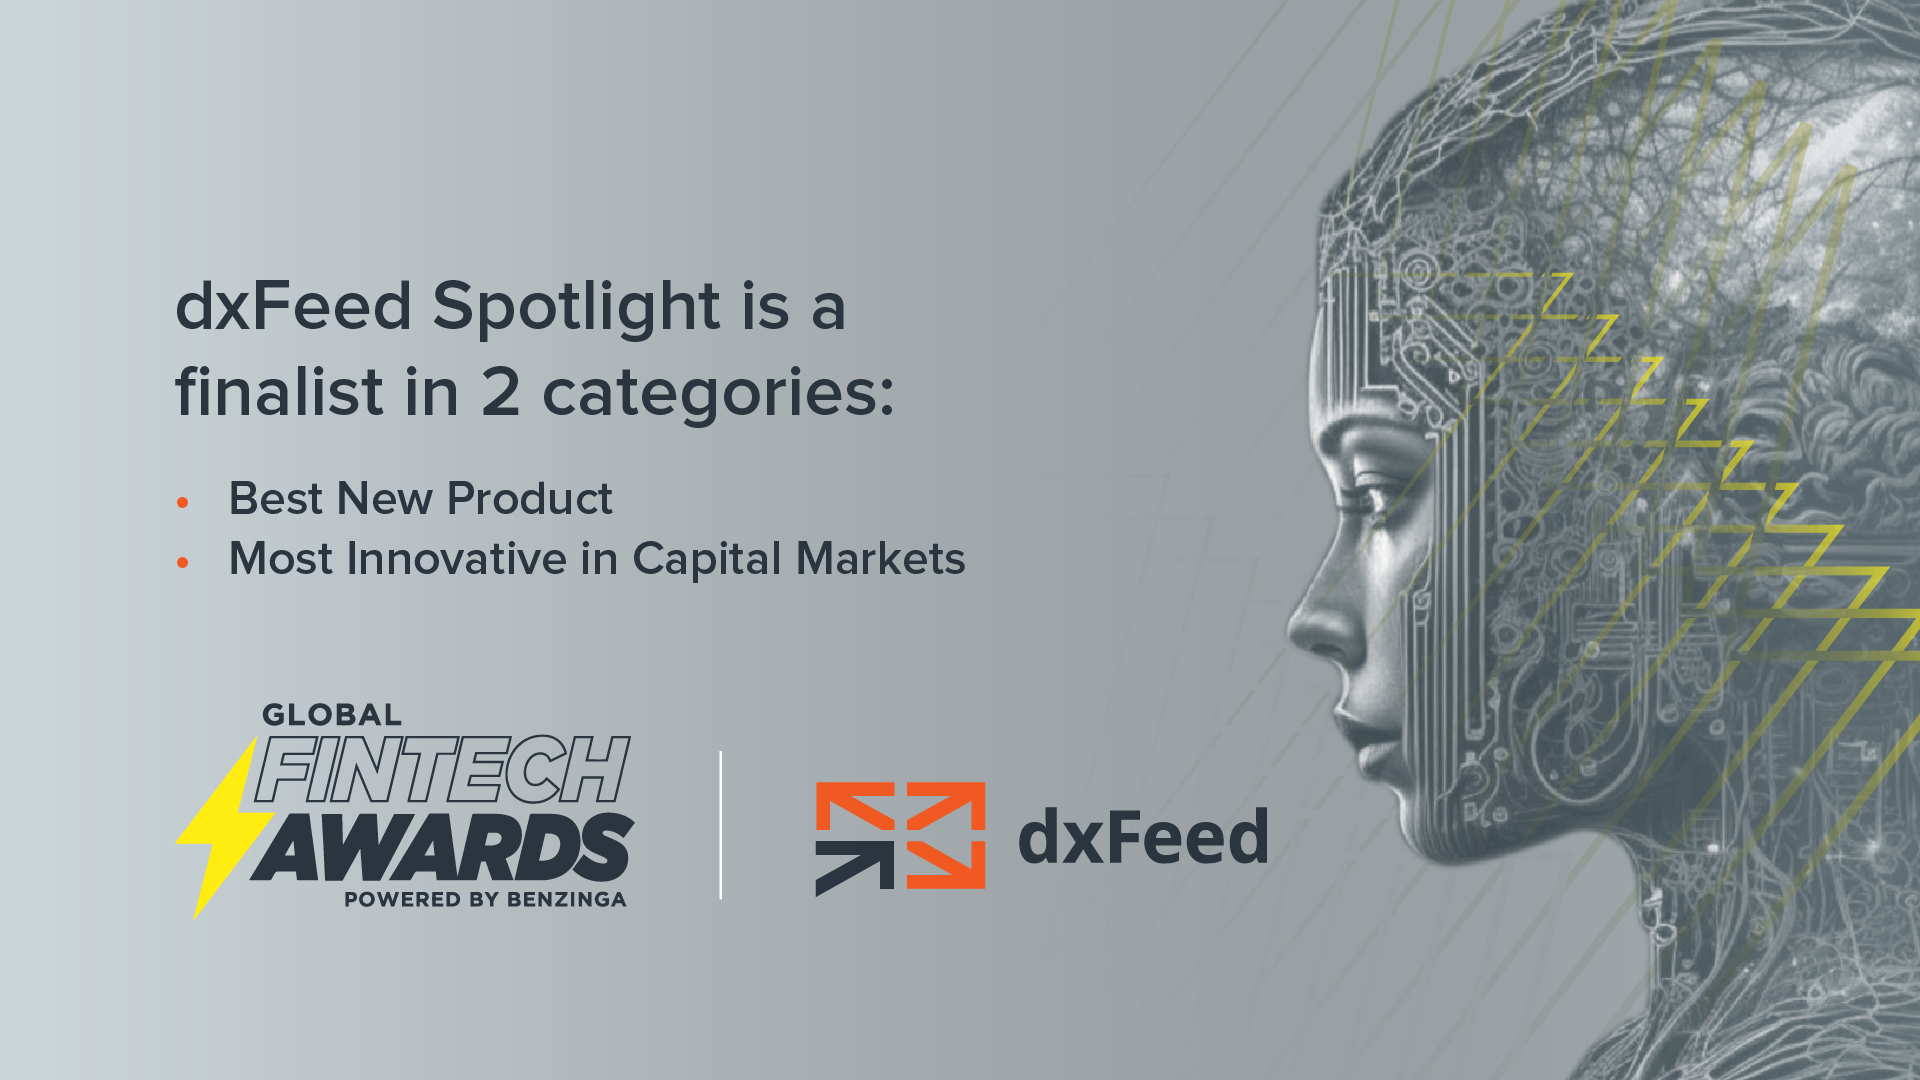 dxFeed Spotlight is a
finalist in 2 categories:
• Best New Product
• Most Innovative in Capital Markets
GLOBAL
FINTECH
AWARDS
POWERED BY BENZINGA
dxFeed